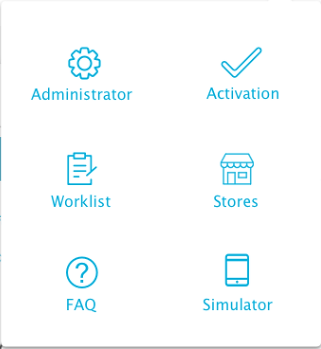 Administrator
Activation
Worklist
Stores
FAQ
Simulator